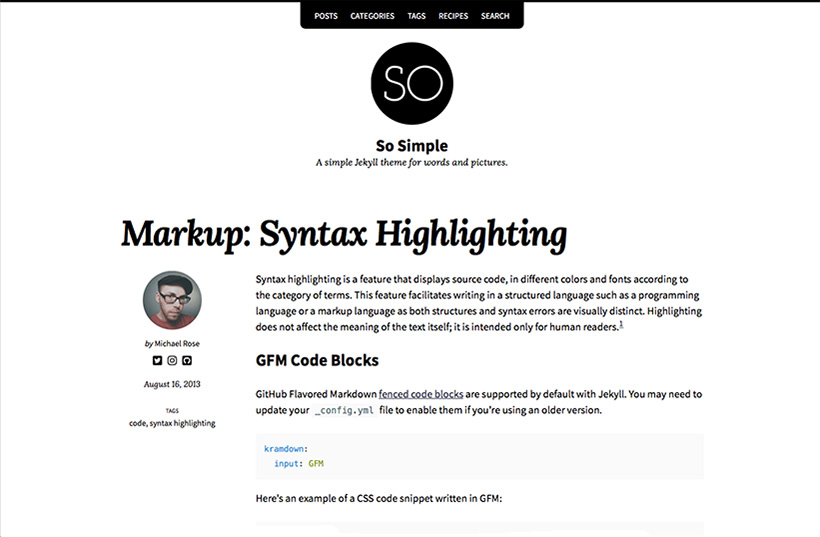 POSTS CATEGORIES TAGS RECIPES SEARCH
SO
So Simple
A simple Jekyll theme for words and pictures.
Markup: Syntax Highlighting
by Michael Rose
August 16, 2013
TAGS
code, syntax highlighting
Syntax highlighting is a feature that displays source code, in different colors and fonts according to
the category of terms. This feature facilitates writing in a structured language such as a programming
language or a markup language as both structures and syntax errors are visually distinct. Highlighting
does not affect the meaning of the text itself; it is intended only for human readers.1
GFM Code Blocks
GitHub Flavored Markdown fenced code blocks are supported by default with Jekyll. You may need to
update your _config.yml file to enable them if you're using an older version.
kramdown:
input: GFM
Here's an example of a CSS code snippet written in GFM: